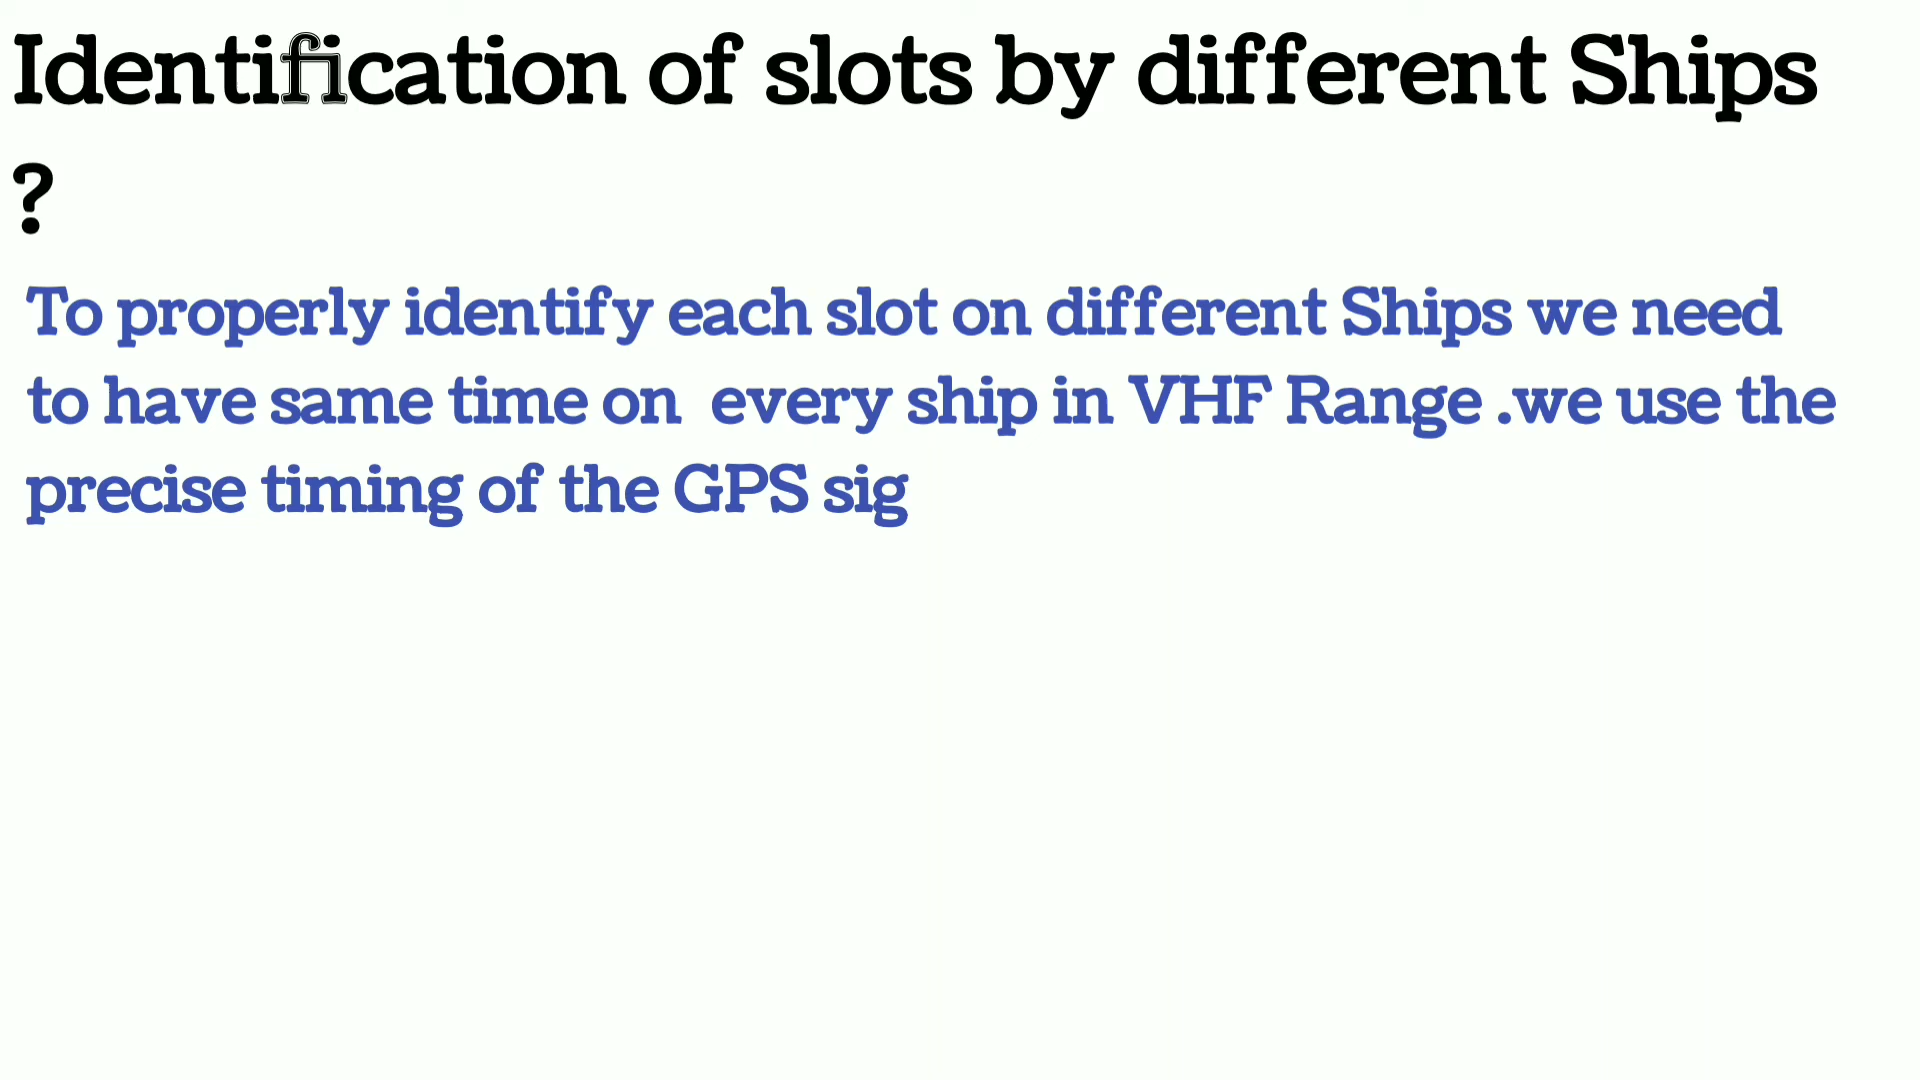 Identification of slots by different Ships
?
To properly identify each slot on different Ships we need
to have same time on  every ship in VHF Range .we use the
precise timing of the GPS sig